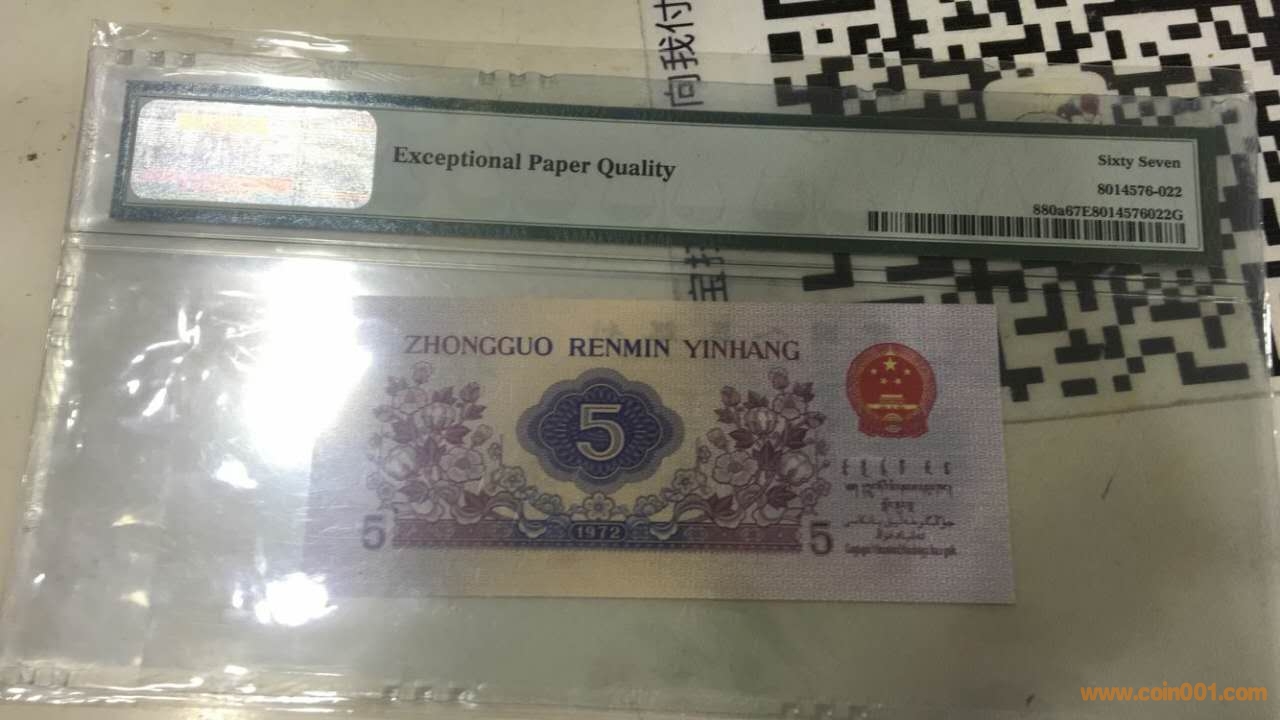 向我付
Exceptional Paper Quality
Sixty Seven
8014576-022
880a67E8014576022G
宝
ZHONGGUO RENMIN YINHANG
5
1972
5
5
www.coin001.com